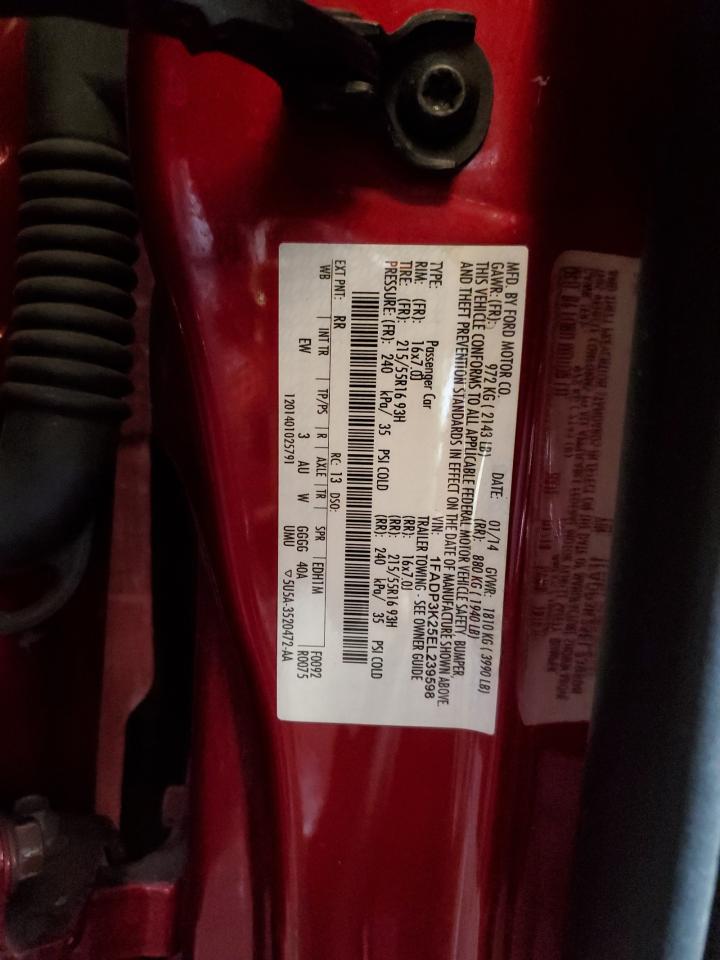 MFD. BY FORD MOTOR CO.
DATE: 01/14 GVWR: 1810 KG ( 3990 LB)
GAWR: (FR): 972 KG ( 2143 LB) (RR): 880 KG ( 1940 LB)
THIS VEHICLE CONFORMS TO ALL APPLICABLE FEDERAL MOTOR VEHICLE SAFETY, BUMPER,
AND THEFT PREVENTION STANDARDS IN EFFECT ON THE DATE OF MANUFACTURE SHOWN ABOVE.
VIN: 1FADP3K25EL239598
TYPE: Passenger Car TRAILER TOWING - SEE OWNER GUIDE
RIM: (FR): 16x7.0J (RR): 16x7.0J
TIRE: (FR): 215/55R16 93H (RR): 215/55R16 93H
PRESSURE: (FR): 240 kPa/ 35 PSI COLD (RR): 240 kPa/ 35 PSI COLD
EXT PNT: RR RC: 13 DSO: F0092
WB INT TR TP/PS R AXLE TR SPR EDH1M R0075
EW 3 AU W GGGG 40A
1201401025791 UMU 5U5A-3520472-AA